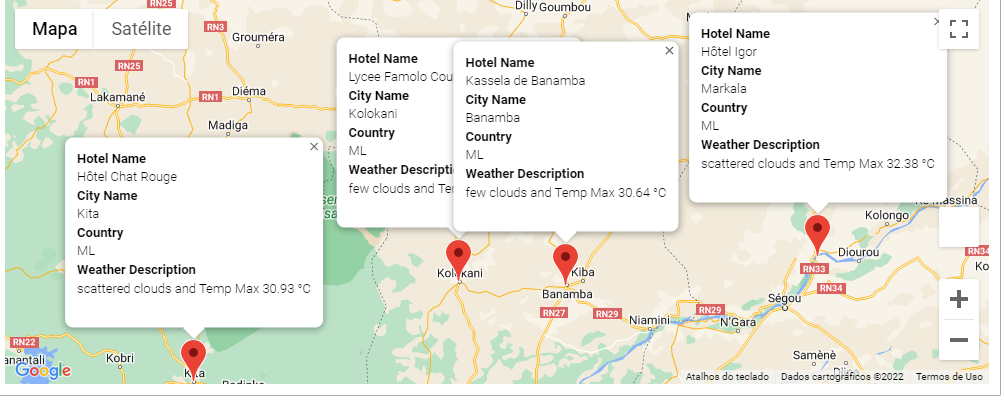 Mapa
Satélite
Hotel Name
Hôtel Chat Rouge
City Name
Kita
Country
ML
Weather Description
scattered clouds and Temp Max 30.93 °C
Hotel Name
Lycee Famolo Cou
City Name
Kolokani
Country
ML
Weather Descripti
few clouds and Te
Hotel Name
Kassela de Banamba
City Name
Banamba
Country
ML
Weather Description
few clouds and Temp Max 30.64 °C
Hotel Name
Hôtel Igor
City Name
Markala
Country
ML
Weather Description
scattered clouds and Temp Max 32.38 °C
Dilly
Goumbou
RN25
RN3
Grouméra
RN25
RN1
Lakamané
RN1
Diéma
Madiga
Massina
Kolongo
Kolokani
Kiba
Banamba
Diourou
RN34
Ko
RN33
RN34
Ségou
RN27
RN29
RN29
Niamini
N'Gara
RN22
anantali
Kobri
Kita
Samènè
Google
Atalhos do teclado
Dados cartográficos ©2022
Termos de Uso